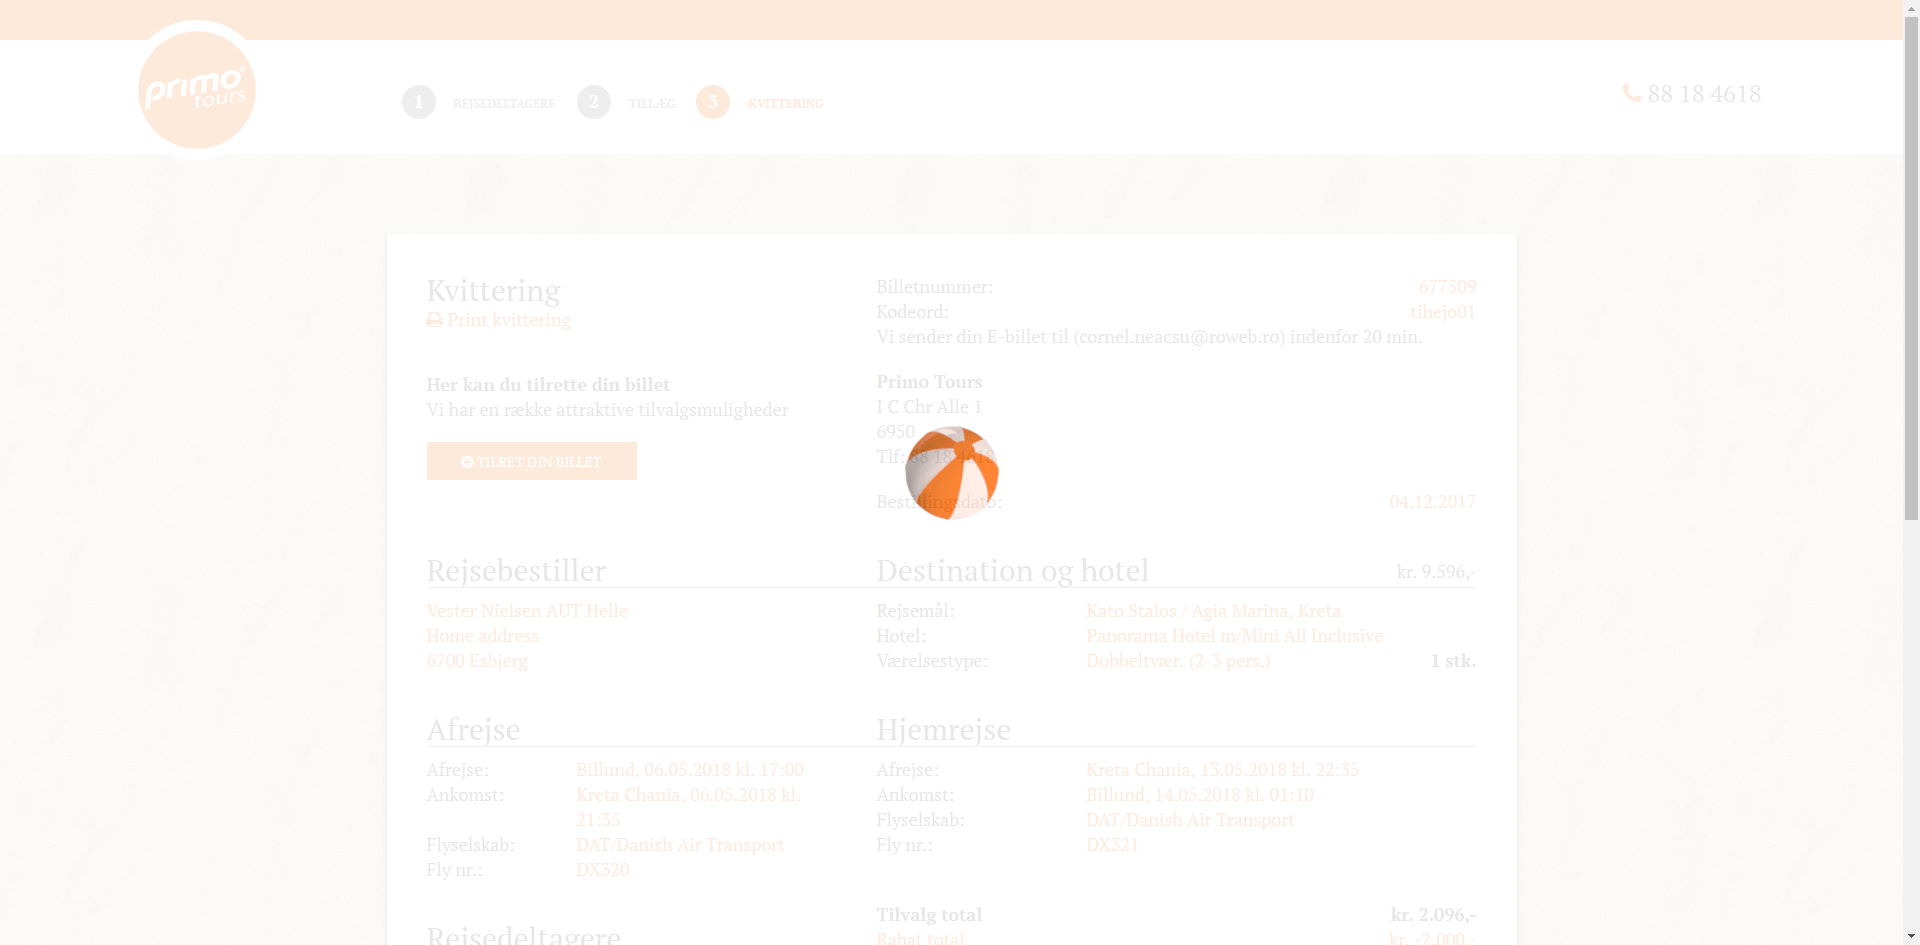 primo
tours
1 REJSEDELTAGERE 2 TILLÆG 3 KVITTERING
88 18 4618
Kvittering
Print kvittering
Her kan du tilrette din billet
Vi har en række attraktive tilvalgsmuligheder
TILRET DIN BILLET
Billetnummer: 677509
Kodeord: tihejo01
Vi sender din E-billet til (cornel.neacsu@roweb.ro) indenfor 20 min.
Primo Tours
I C Chr Alle 1
6950
Tlf: 88 18 4618
Bestillingsdato: 04.12.2017
Rejsebestiller
Vester Nielsen AUT Helle
Home address
6700 Esbjerg
Destination og hotel kr. 9.596,-
Rejsemål: Kato Stalos / Agia Marina, Kreta
Hotel: Panorama Hotel m/Mini All Inclusive
Værelsestype: Dobbeltvær. (2-3 pers.) 1 stk.
Afrejse
Afrejse: Billund, 06.05.2018 kl. 17:00
Ankomst: Kreta Chania, 06.05.2018 kl.
21:35
Flyselskab: DAT/Danish Air Transport
Fly nr.: DX320
Hjemrejse
Afrejse: Kreta Chania, 13.05.2018 kl. 22:35
Ankomst: Billund, 14.05.2018 kl. 01:10
Flyselskab: DAT/Danish Air Transport
Fly nr.: DX321
Rejsedeltagere
Tilvalg total kr. 2.096,-
Rabat total kr. -2.000,-